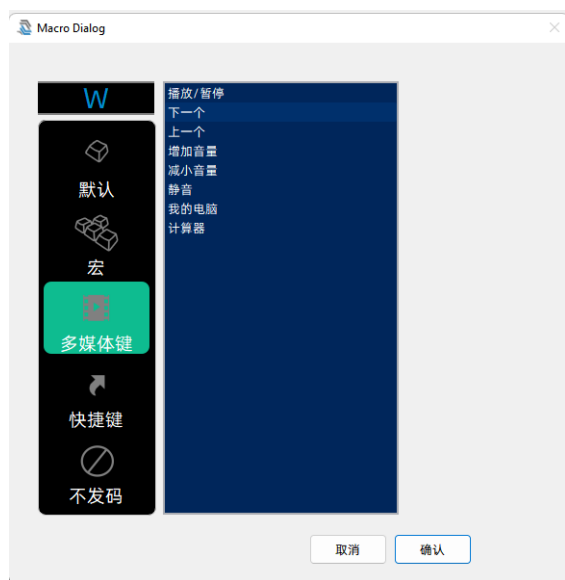 Macro Dialog
W
默认
宏
多媒体键
快捷键
不发码
播放/暂停
下一个
上一个
增加音量
减小音量
静音
我的电脑
计算器
取消
确认